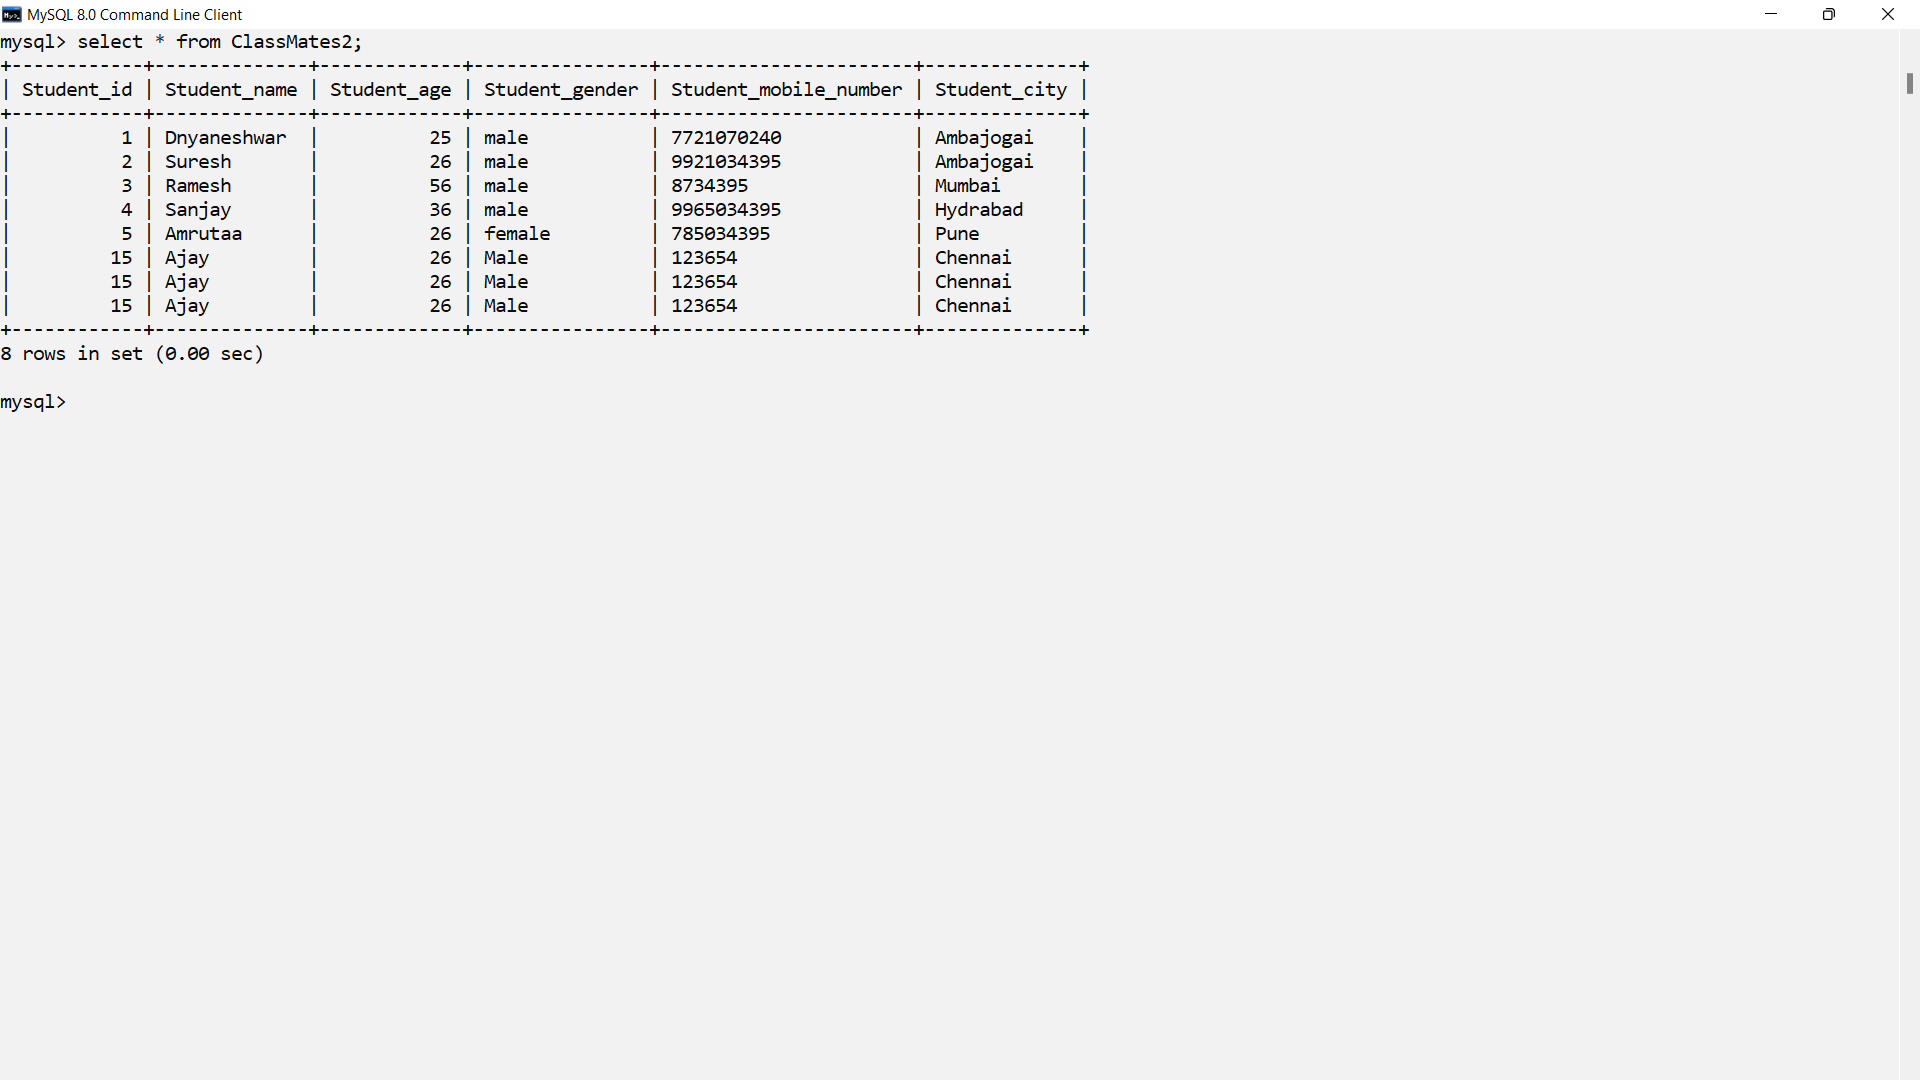 MySQL 8.0 Command Line Client
mysql> select * from ClassMates2;
+------------+--------------+-------------+----------------+-----------------------+--------------+
| Student_id | Student_name | Student_age | Student_gender | Student_mobile_number | Student_city |
+------------+--------------+-------------+----------------+-----------------------+--------------+
|          1 | Dnyaneshwar  |          25 | male           | 7721070240            | Ambajogai    |
|          2 | Suresh       |          26 | male           | 9921034395            | Ambajogai    |
|          3 | Ramesh       |          56 | male           | 8734395               | Mumbai       |
|          4 | Sanjay       |          36 | male           | 9965034395            | Hydrabad     |
|          5 | Amrutaa      |          26 | female         | 785034395             | Pune         |
|         15 | Ajay         |          26 | Male           | 123654                | Chennai      |
|         15 | Ajay         |          26 | Male           | 123654                | Chennai      |
|         15 | Ajay         |          26 | Male           | 123654                | Chennai      |
+------------+--------------+-------------+----------------+-----------------------+--------------+
8 rows in set (0.00 sec)
mysql>